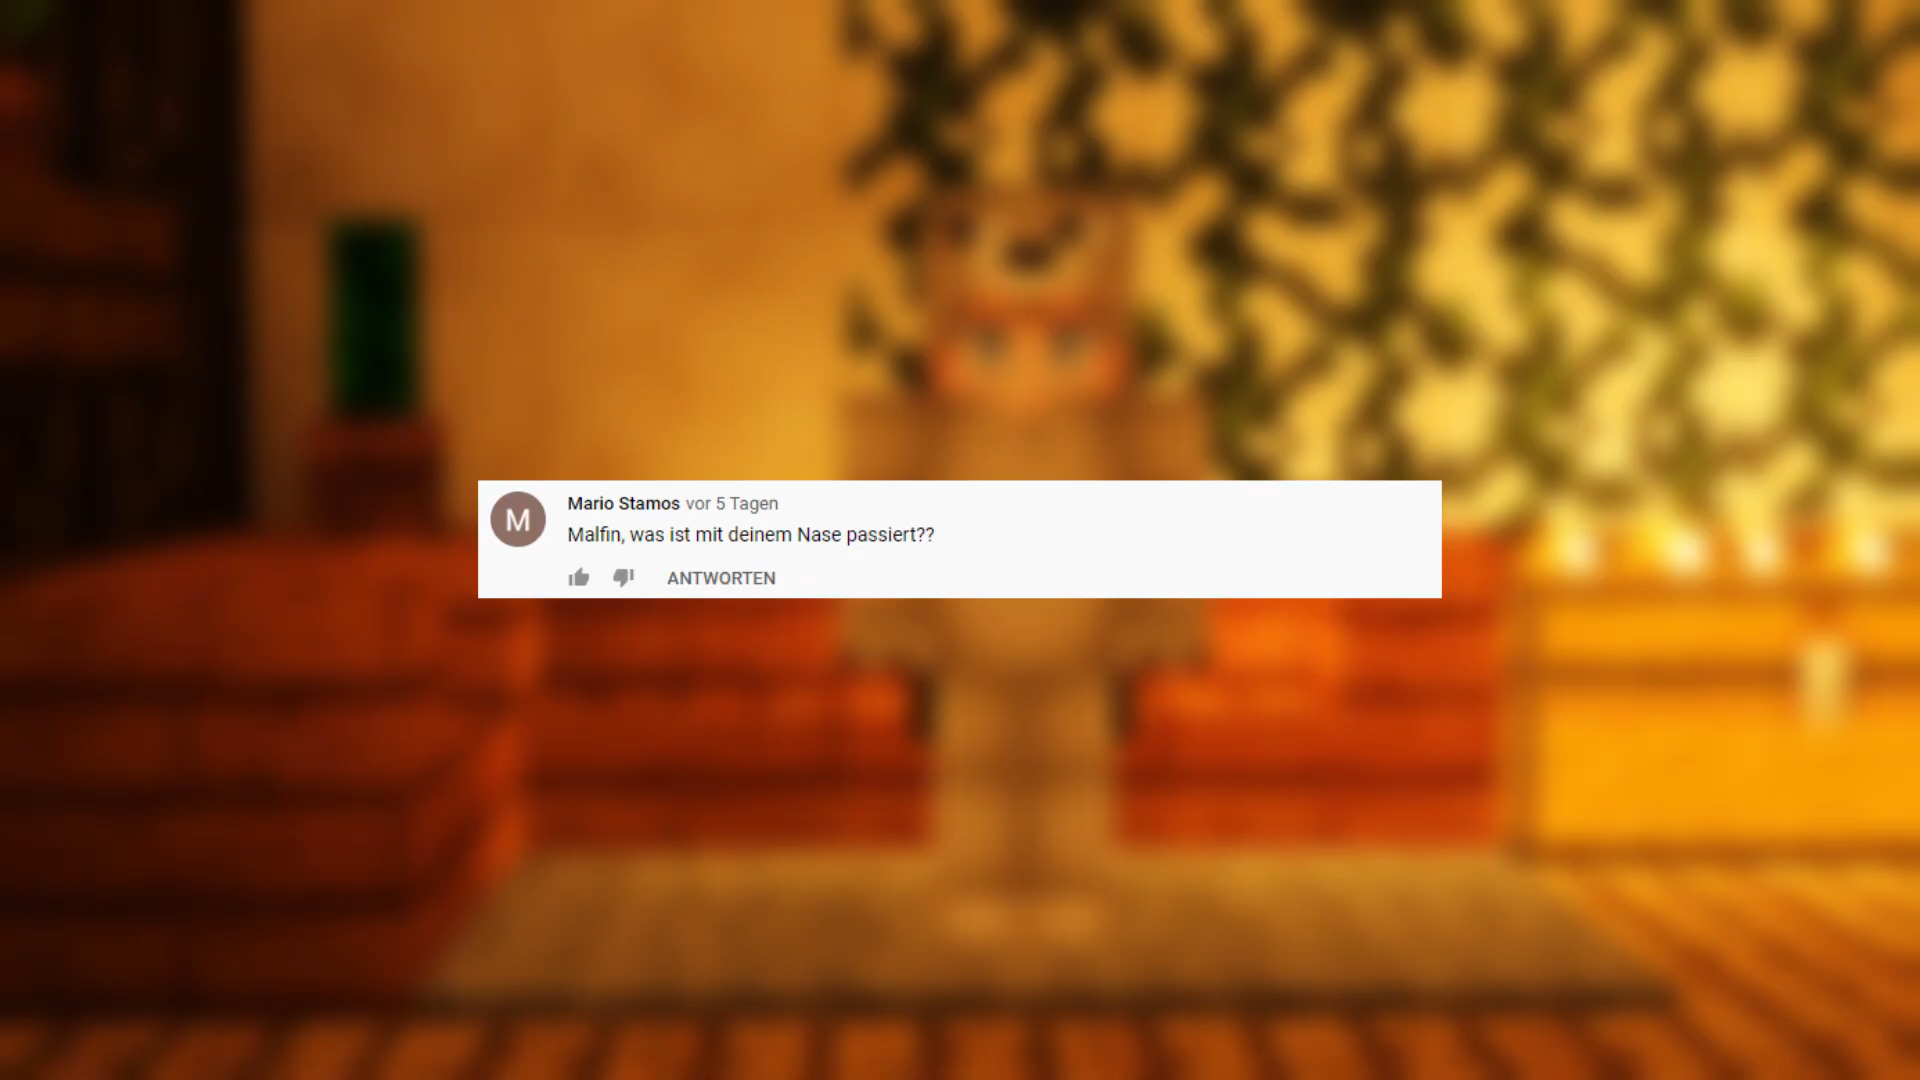 M
Mario Stamos vor 5 Tagen
Malfin, was ist mit deinem Nase passiert??
ANTWORTEN